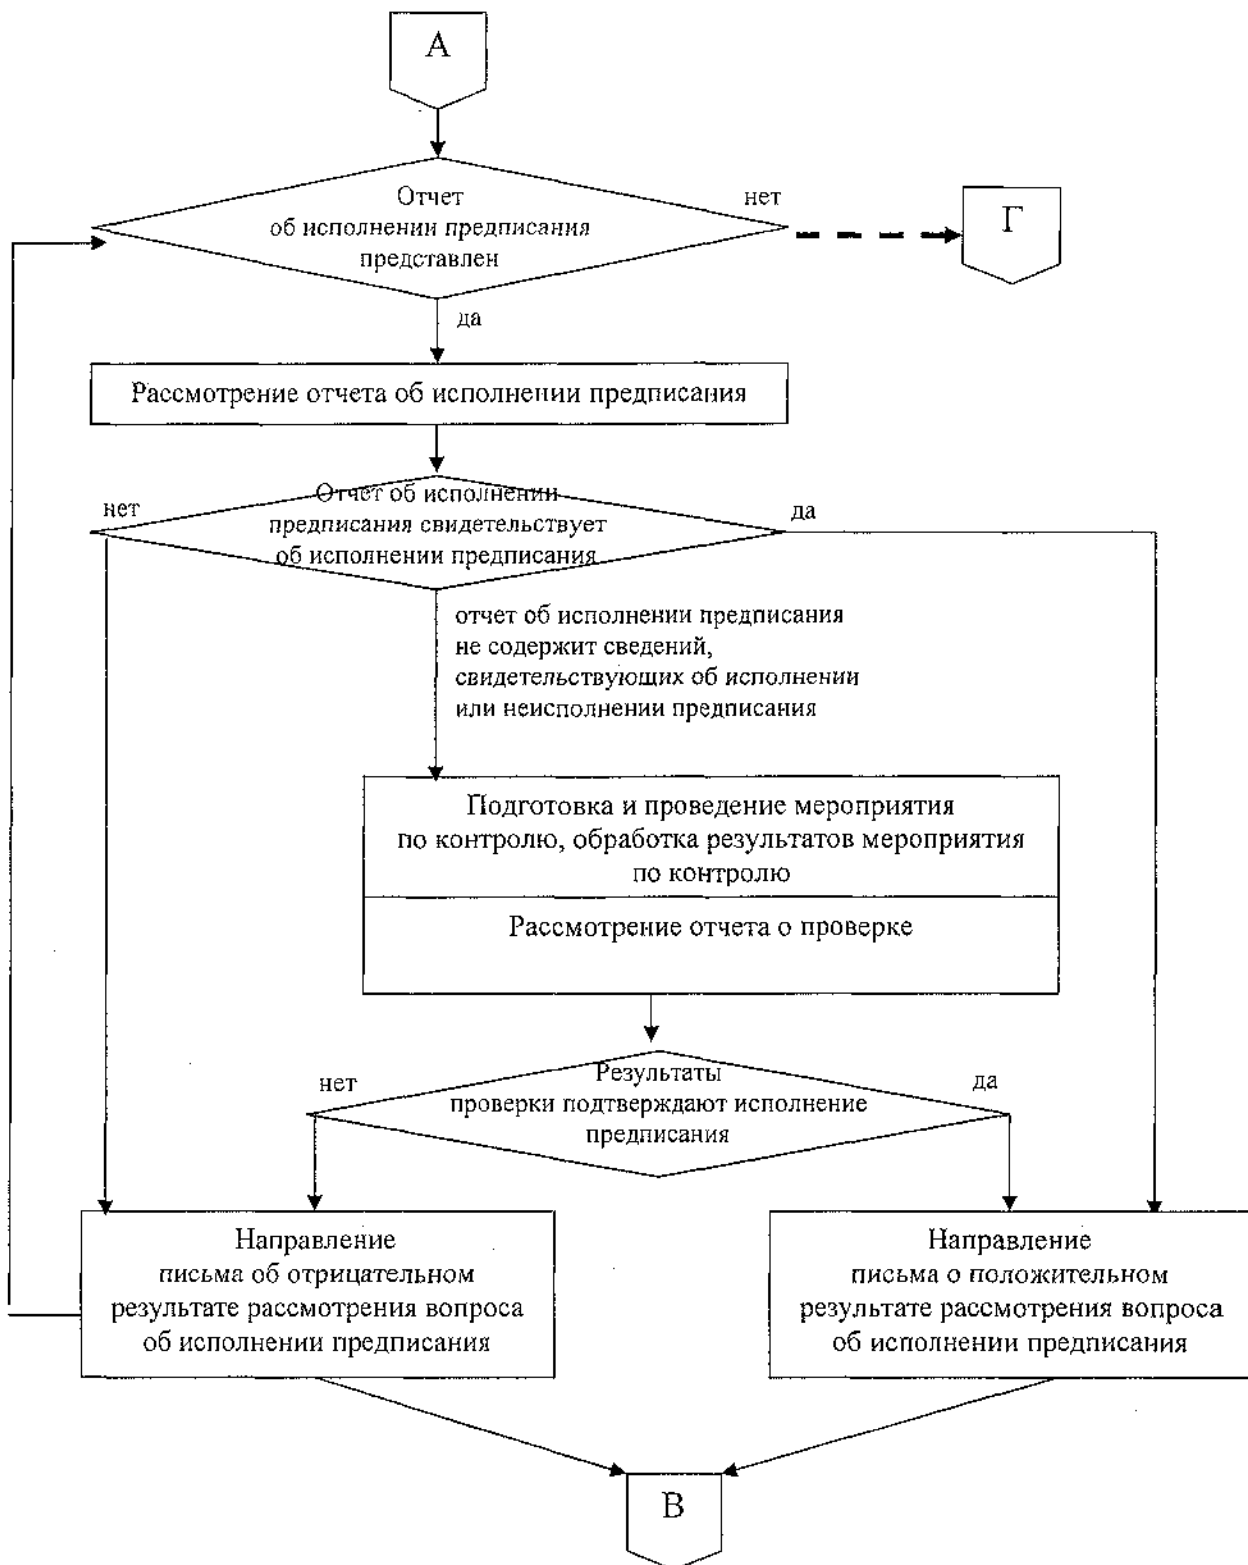 А
Отчет
об исполнении предписания
представлен
нет
Г
да
Рассмотрение отчета об исполнении предписания
нет
Отчет об исполнении
предписания свидетельствует
об исполнении предписания
да
отчет об исполнении предписания
не содержит сведений,
свидетельствующих об исполнении
или неисполнении предписания
Подготовка и проведение мероприятия
по контролю, обработка результатов мероприятия
по контролю
Рассмотрение отчета о проверке
нет
Результаты
проверки подтверждают исполнение
предписания
да
Направление
письма об отрицательном
результате рассмотрения вопроса
об исполнении предписания
Направление
письма о положительном
результате рассмотрения вопроса
об исполнении предписания
В